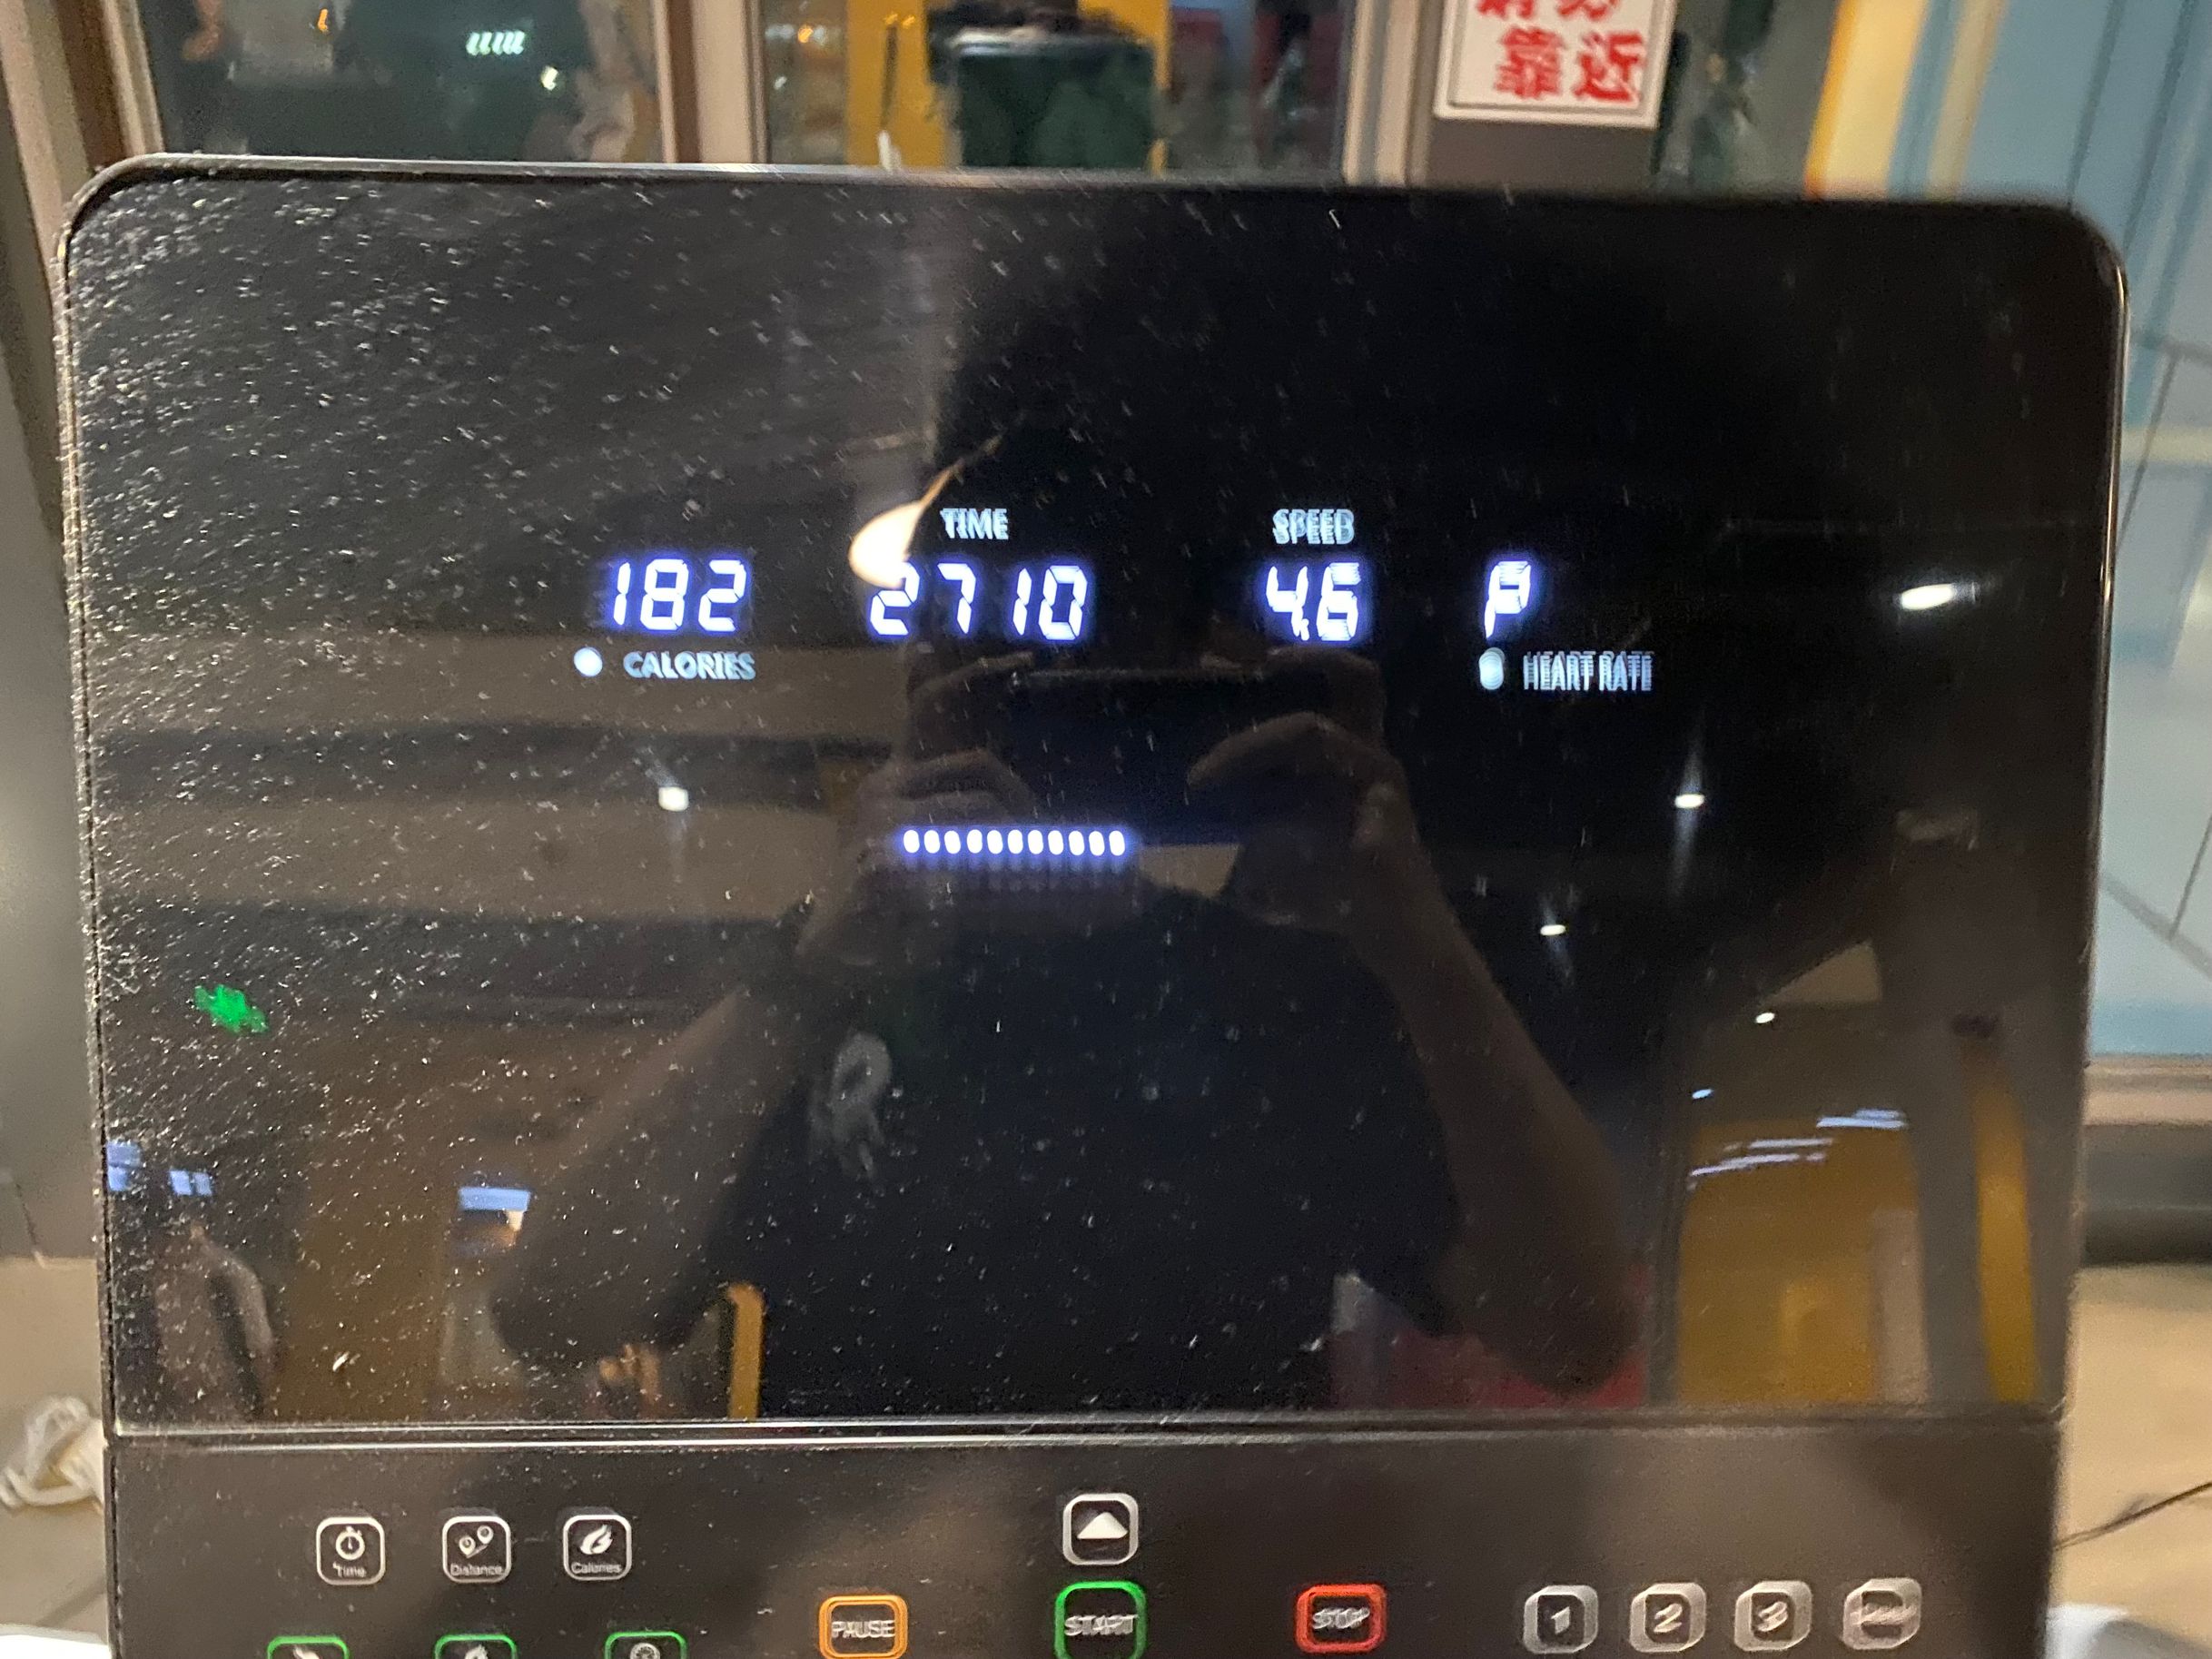 靠近
TIME
SPEED
182
27 10
4.6
P
CALORIES
HEART RATE
Time
Distance
Calories
PAUSE
START
STOP
1
2
3